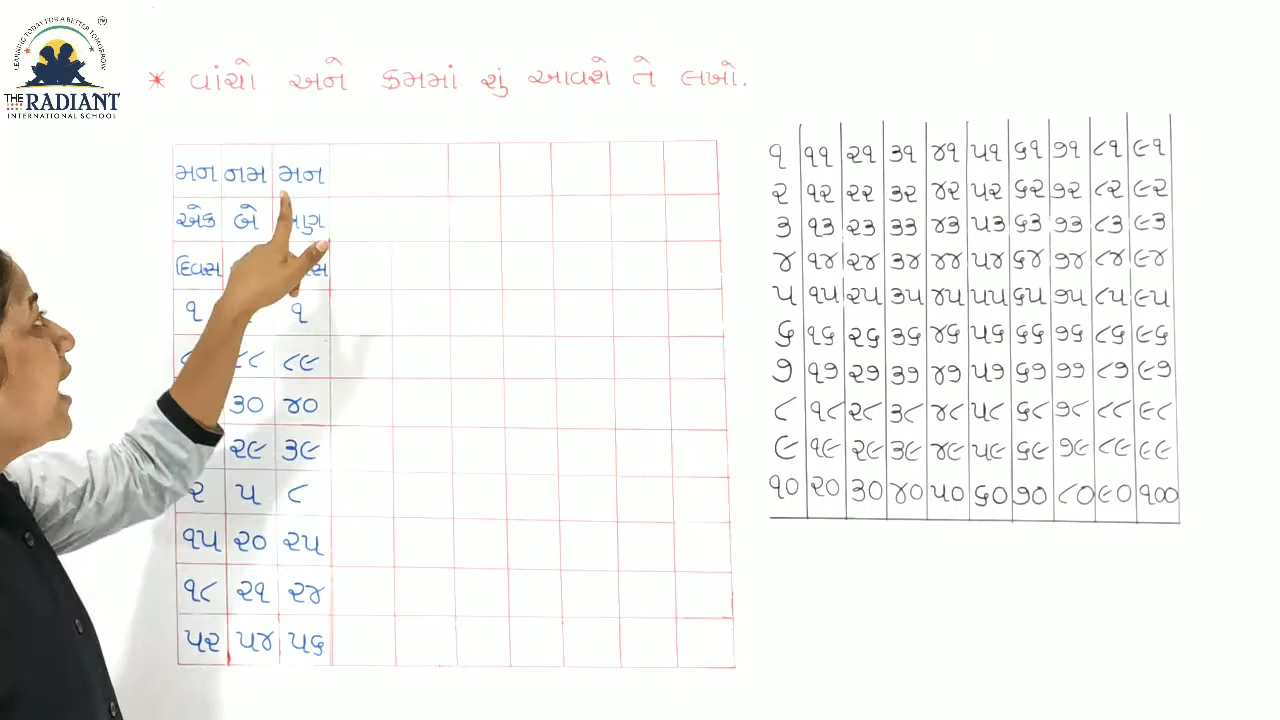 LEARNING TODAY FOR A BETTER TOMORROW
TM
THE RADIANT
INTERNATIONAL SCHOOL
* વાંચો અને ક્રમમાં શું આવશે તે લખો.
મન નમ મન
એક બે
દિવસ
૧ ૧
૮૮ ૮૯
૩૦ ૪૦
૨૯ ૩૯
૨ ૫ ૮
૧૫ ૨૦ ૨૫
૧૮ ૨૧ ૨૪
૫૨ ૫૪ ૫૬
૧ ૧૧ ૨૧ ૩૧ ૪૧ ૫૧ ૬૧ ૭૧ ૮૧ ૯૧
૨ ૧૨ ૨૨ ૩૨ ૪૨ ૫૨ ૬૨ ૭૨ ૮૨ ૯૨
૩ ૧૩ ૨૩ ૩૩ ૪૩ ૫૩ ૬૩ ૭૩ ૮૩ ૯૩
૪ ૧૪ ૨૪ ૩૪ ૪૪ ૫૪ ૬૪ ૭૪ ૮૪ ૯૪
૫ ૧૫ ૨૫ ૩૫ ૪૫ ૫૫ ૬૫ ૭૫ ૮૫ ૯૫
૬ ૧૬ ૨૬ ૩૬ ૪૬ ૫૬ ૬૬ ૭૬ ૮૬ ૯૬
૭ ૧૭ ૨૭ ૩૭ ૪૭ ૫૭ ૬૭ ૭૭ ૮૭ ૯૭
૮ ૧૮ ૨૮ ૩૮ ૪૮ ૫૮ ૬૮ ૭૮ ૮૮ ૯૮
૯ ૧૯ ૨૯ ૩૯ ૪૯ ૫૯ ૬૯ ૭૯ ૮૯ ૯૯
૧૦ ૨૦ ૩૦ ૪૦ ૫૦ ૬૦ ૭૦ ૮૦ ૯૦ ૧૦૦